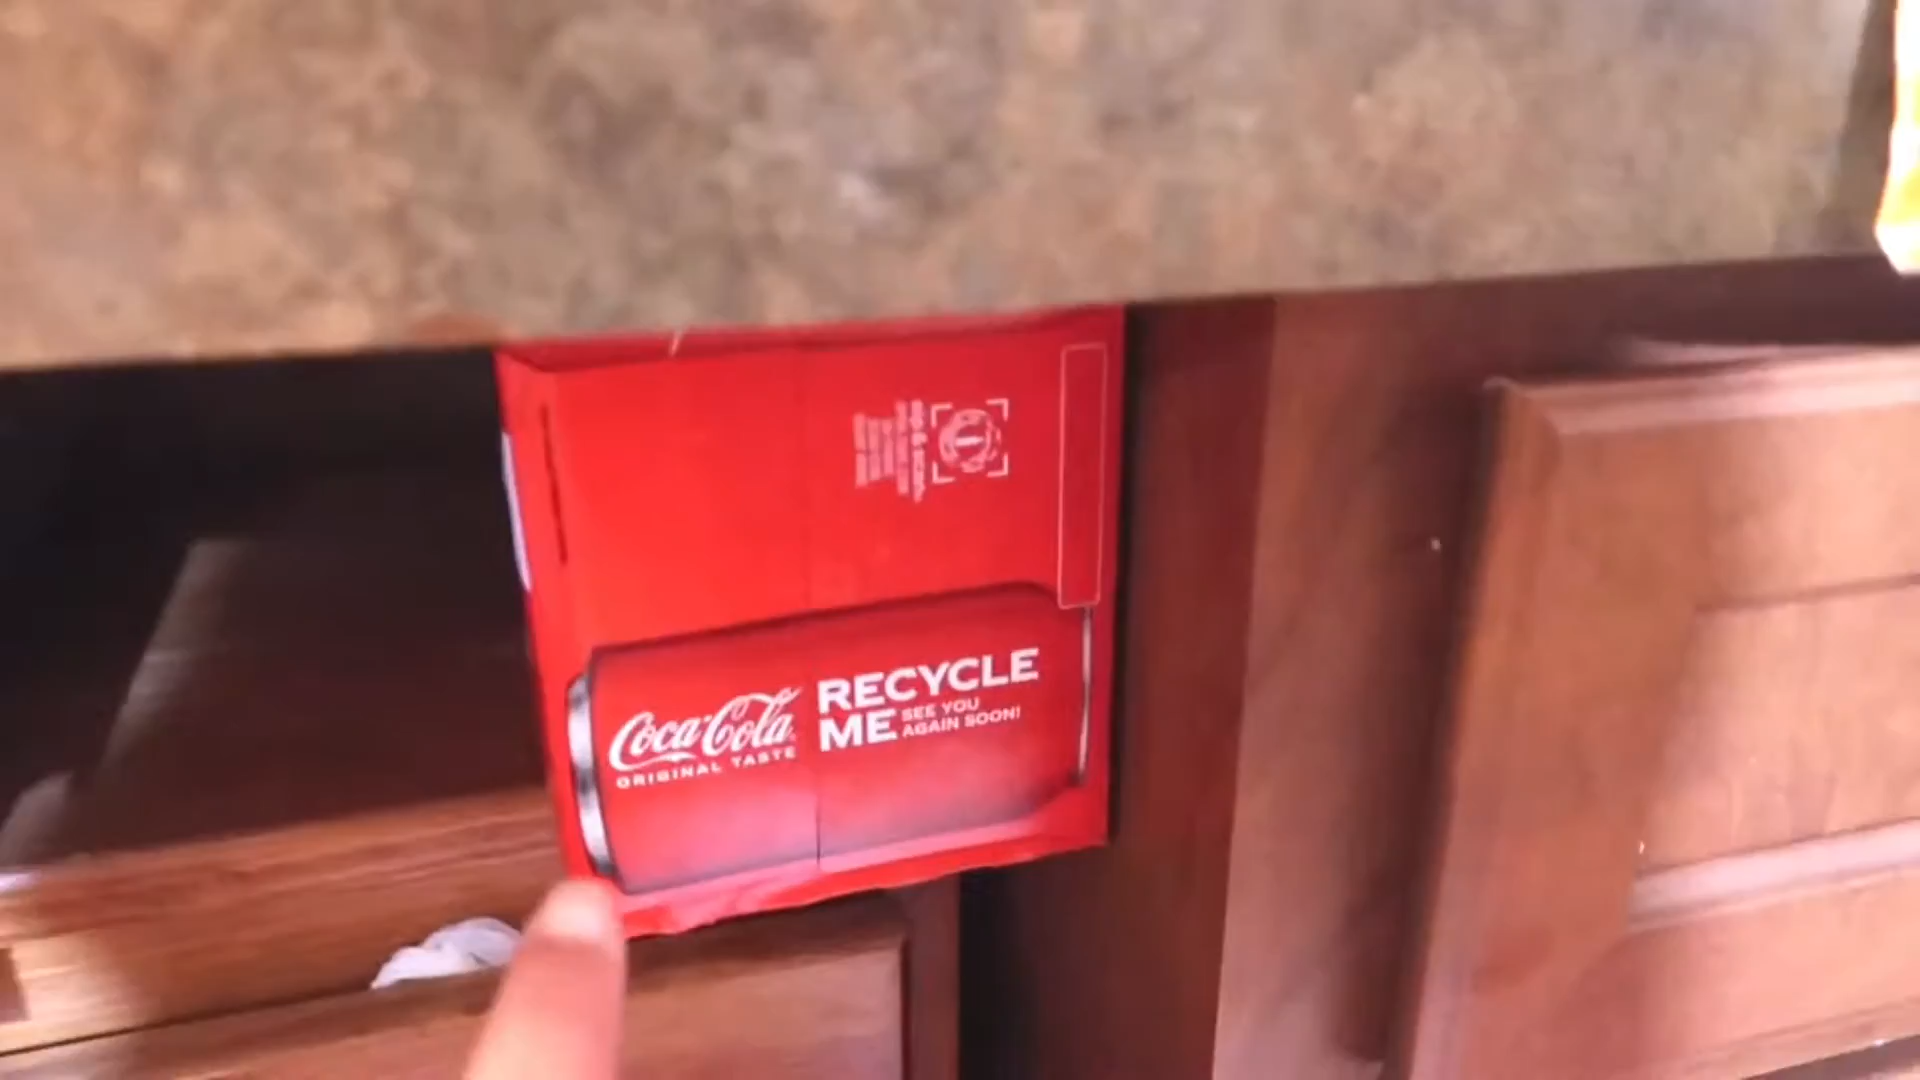 Coca-Cola
ORIGINAL TASTE
RECYCLE
ME SEE YOU
AGAIN SOON!